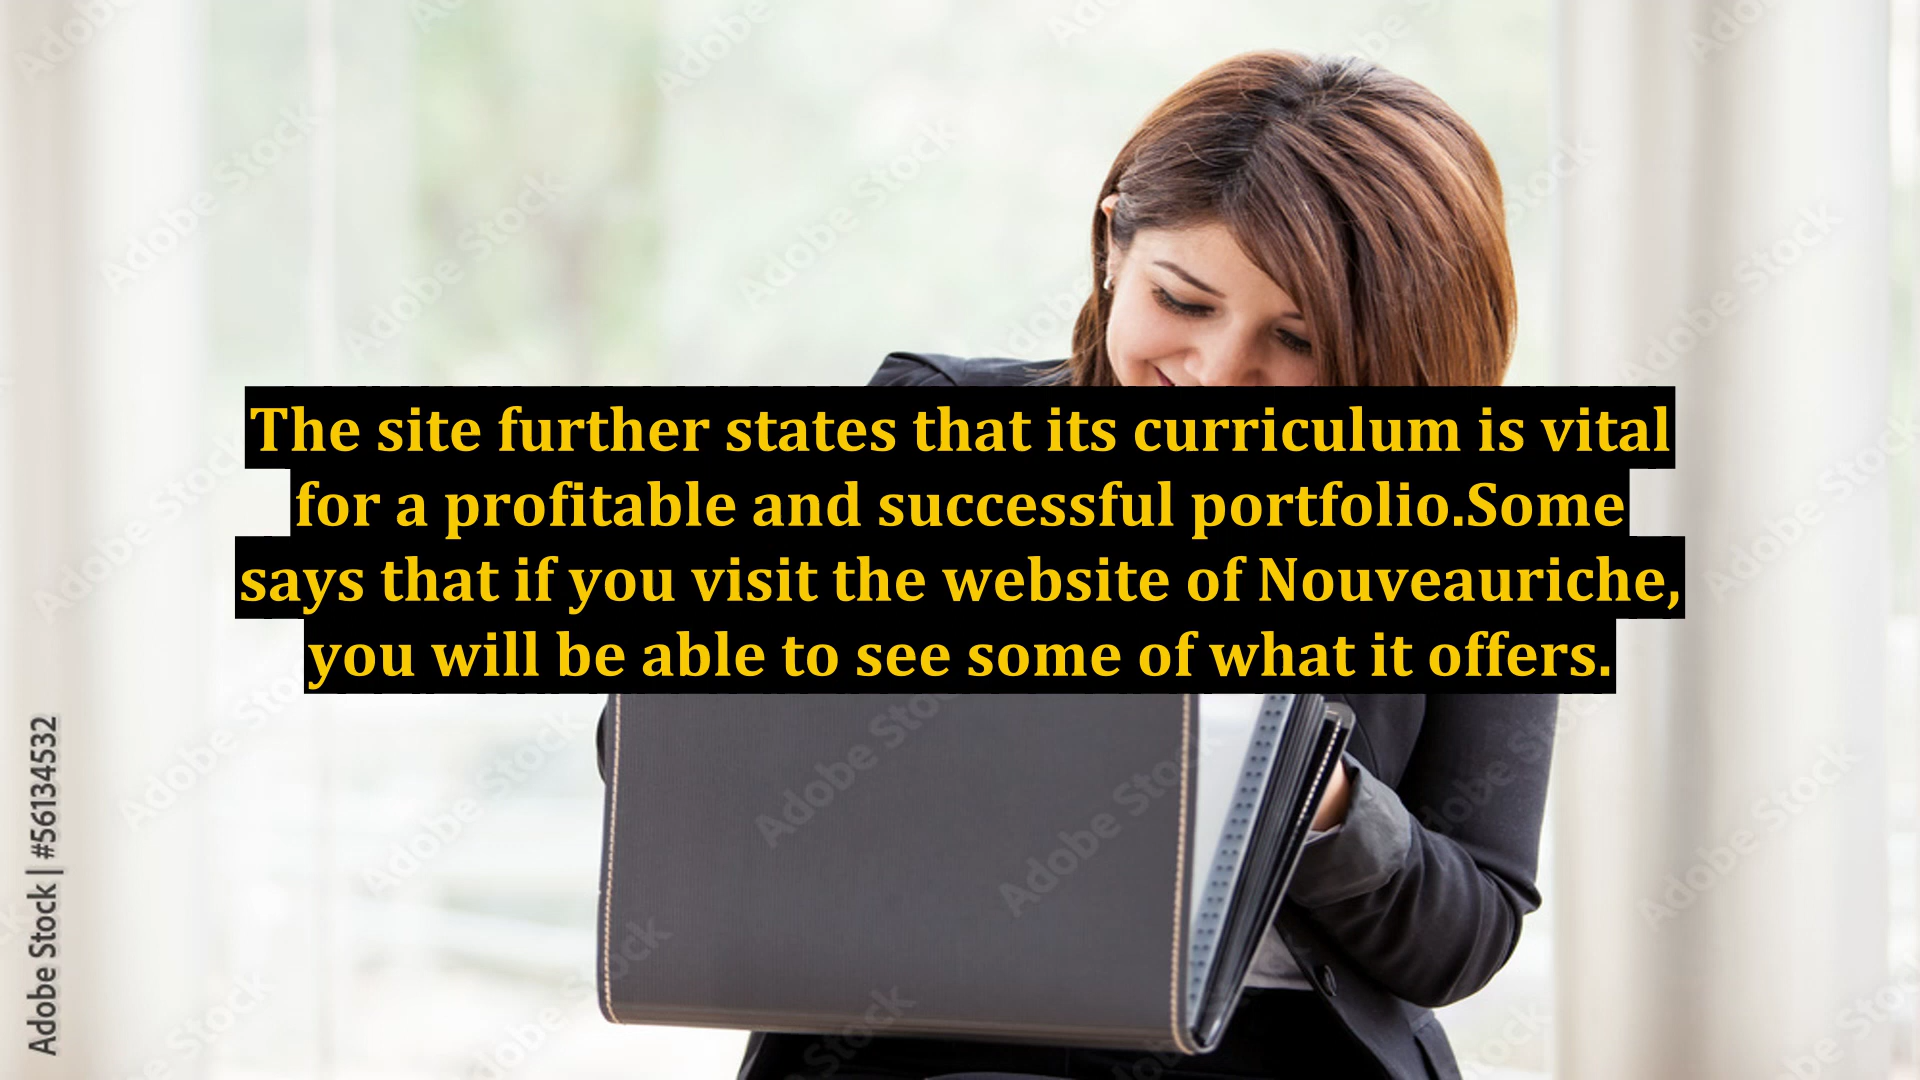 The site further states that its curriculum is vital
for a profitable and successful portfolio.Some
says that if you visit the website of Nouveauriche,
you will be able to see some of what it offers.
Adobe Stock | #56134532